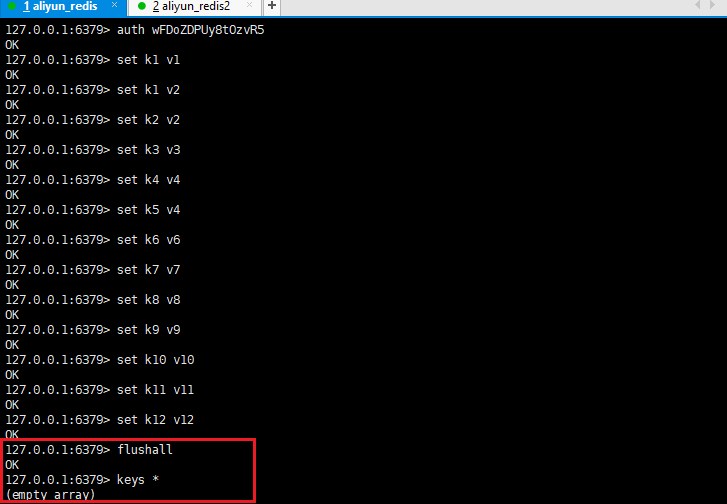 1 aliyun_redis × 2 aliyun_redis2 × +
127.0.0.1:6379> auth wFDoZDPUy8tOzvR5
OK
127.0.0.1:6379> set k1 v1
OK
127.0.0.1:6379> set k1 v2
OK
127.0.0.1:6379> set k2 v2
OK
127.0.0.1:6379> set k3 v3
OK
127.0.0.1:6379> set k4 v4
OK
127.0.0.1:6379> set k5 v4
OK
127.0.0.1:6379> set k6 v6
OK
127.0.0.1:6379> set k7 v7
OK
127.0.0.1:6379> set k8 v8
OK
127.0.0.1:6379> set k9 v9
OK
127.0.0.1:6379> set k10 v10
OK
127.0.0.1:6379> set k11 v11
OK
127.0.0.1:6379> set k12 v12
OK
127.0.0.1:6379> flushall
OK
127.0.0.1:6379> keys *
(empty array)